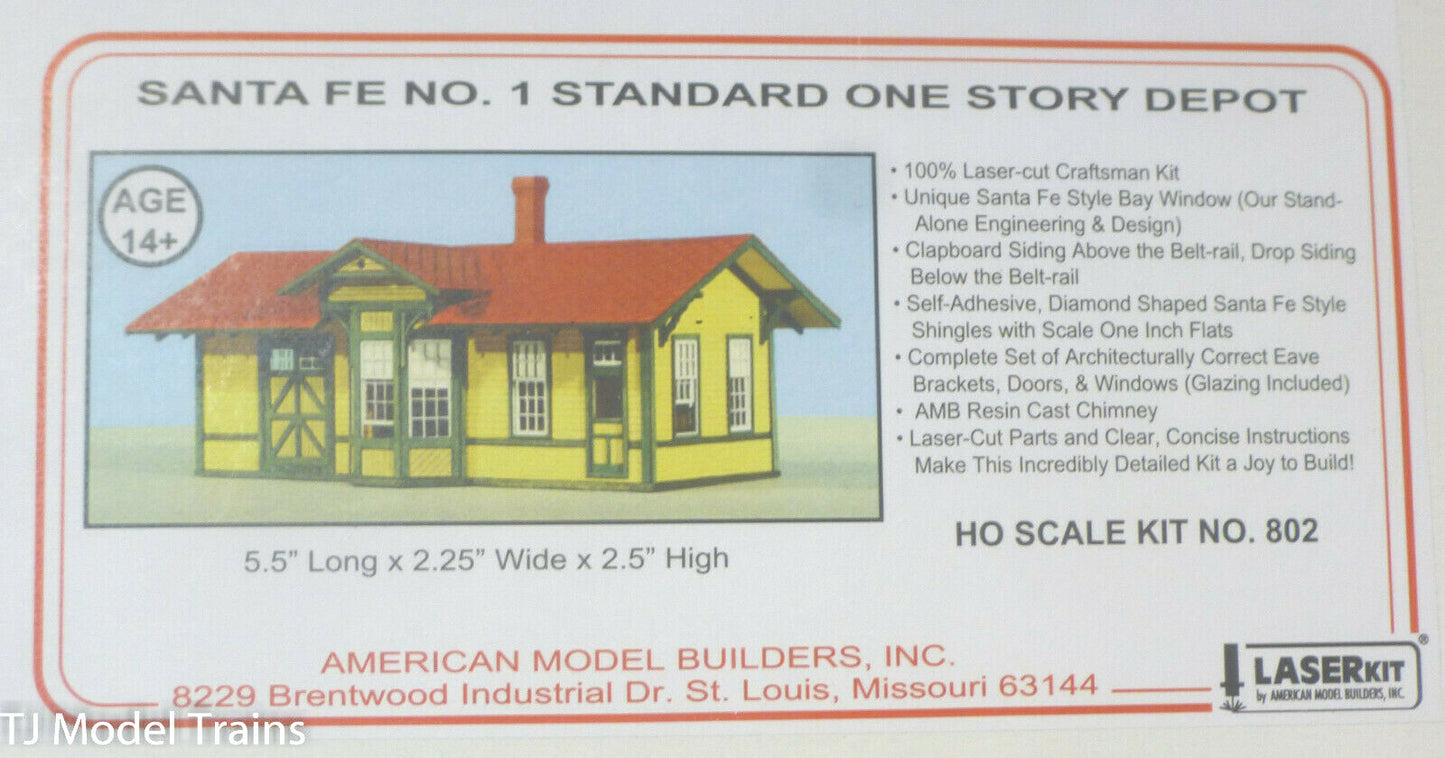 SANTA FE NO. 1 STANDARD ONE STORY DEPOT
AGE
14+
• 100% Laser-cut Craftsman Kit
• Unique Santa Fe Style Bay Window (Our Stand-
Alone Engineering & Design)
• Clapboard Siding Above the Belt-rail, Drop Siding
Below the Belt-rail
• Self-Adhesive, Diamond Shaped Santa Fe Style
Shingles with Scale One Inch Flats
• Complete Set of Architecturally Correct Eave
Brackets, Doors, & Windows (Glazing Included)
• AMB Resin Cast Chimney
• Laser-Cut Parts and Clear, Concise Instructions
Make This Incredibly Detailed Kit a Joy to Build!
HO SCALE KIT NO. 802
5.5” Long x 2.25” Wide x 2.5” High
AMERICAN MODEL BUILDERS, INC.
8229 Brentwood Industrial Dr. St. Louis, Missouri 63144
LASERKIT®
by AMERICAN MODEL BUILDERS, INC.
TJ Model Trains